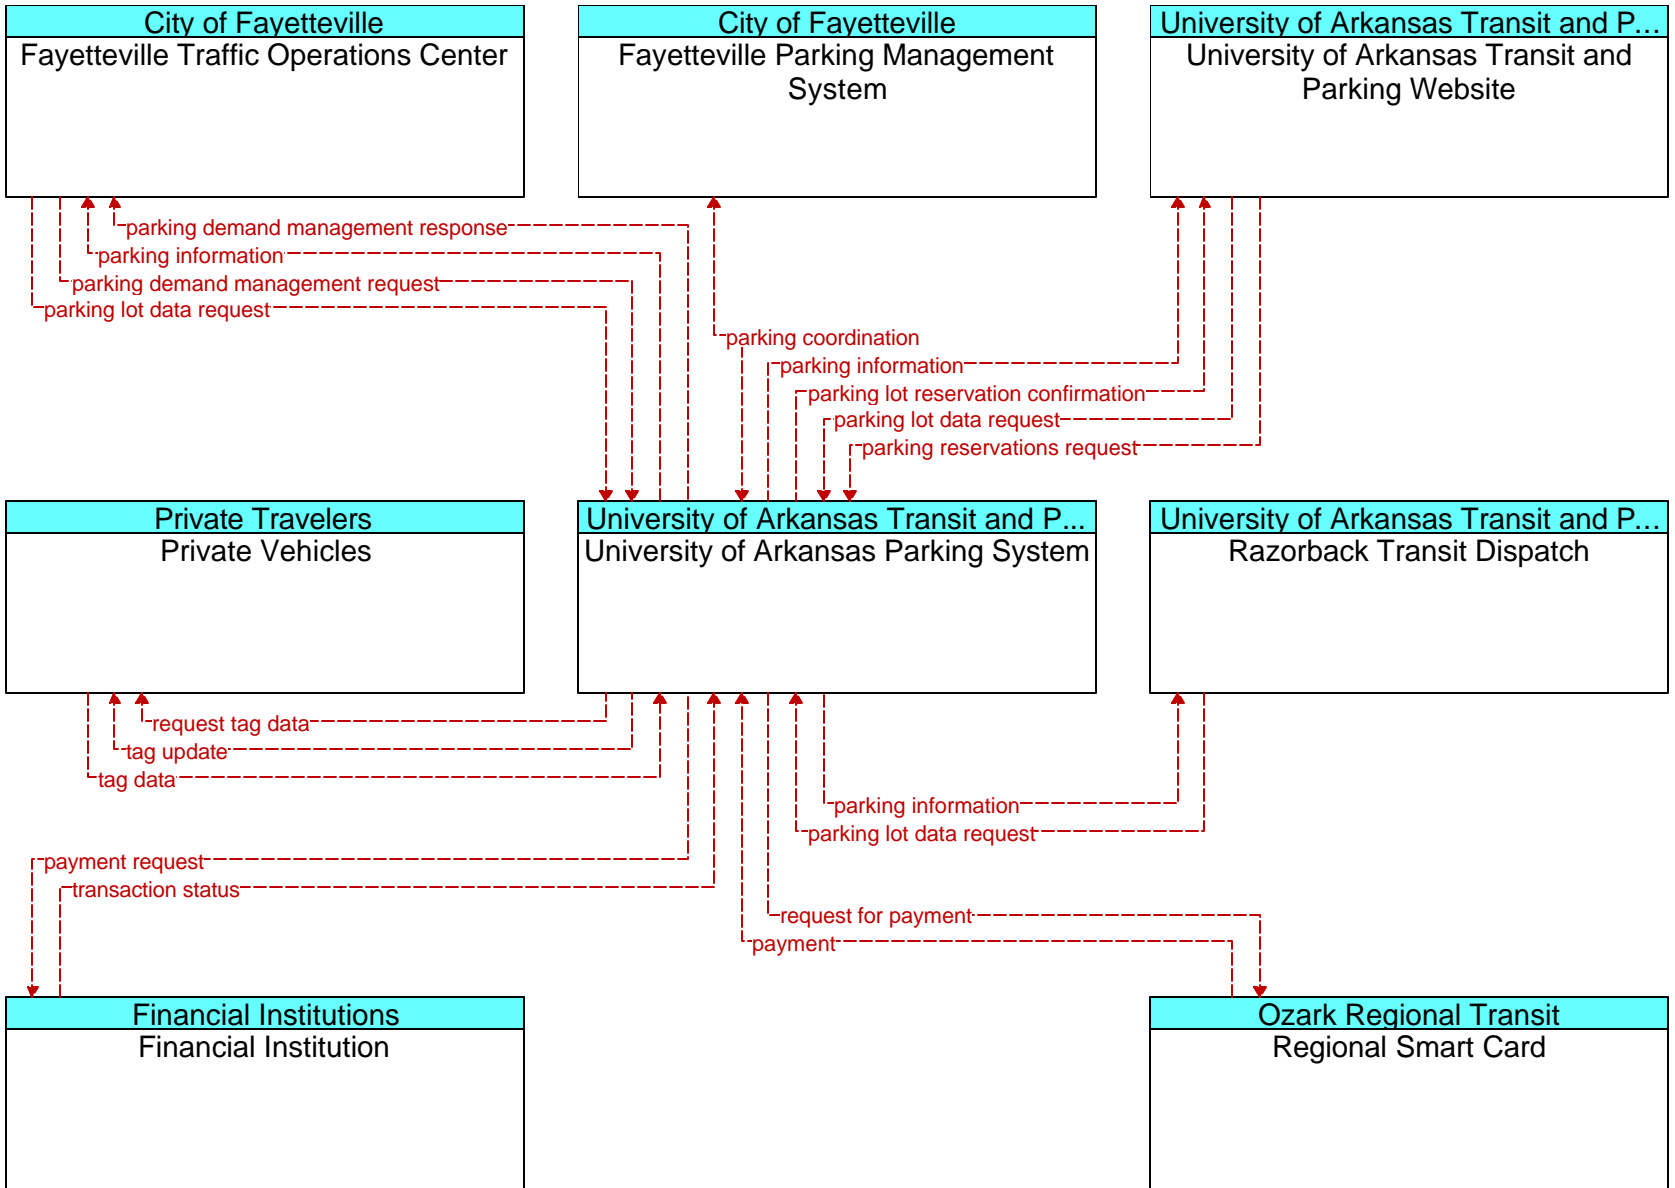 City of Fayetteville
Fayetteville Traffic Operations Center
City of Fayetteville
Fayetteville Parking Management
System
University of Arkansas Transit and P...
University of Arkansas Transit and
Parking Website
parking demand management response
parking information
parking demand management request
parking lot data request
parking coordination
parking information
parking lot reservation confirmation
parking lot data request
parking reservations request
Private Travelers
Private Vehicles
University of Arkansas Transit and P...
University of Arkansas Parking System
University of Arkansas Transit and P...
Razorback Transit Dispatch
request tag data
tag update
tag data
parking information
parking lot data request
payment request
transaction status
request for payment
payment
Financial Institutions
Financial Institution
Ozark Regional Transit
Regional Smart Card